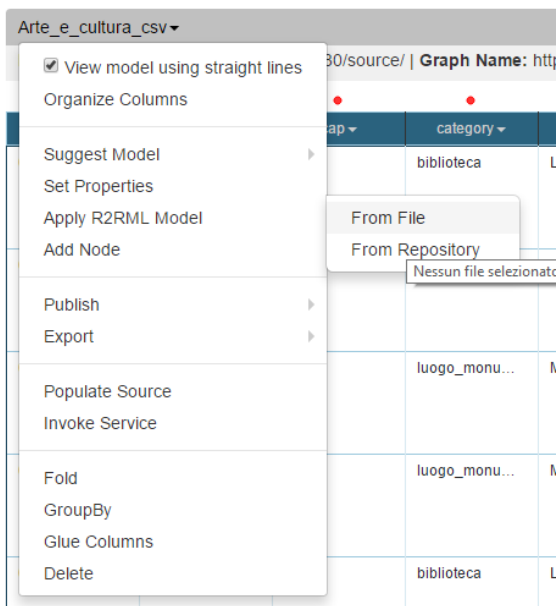 Arte_e_cultura_csv
30/source/ | Graph Name: http
View model using straight lines
Organize Columns
cap
category
Suggest Model
Set Properties
Apply R2RML Model
Add Node
Publish
Export
Populate Source
Invoke Service
Fold
GroupBy
Glue Columns
Delete
From File
From Repository
Nessun file selezionato
biblioteca
L
luogo_monu...
M
luogo_monu...
M
biblioteca
L